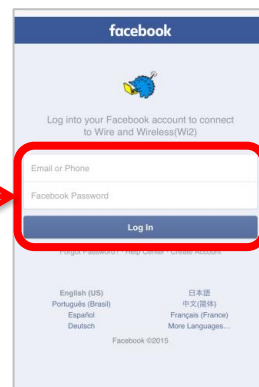 facebook
Log into your Facebook account to connect
to Wire and Wireless(Wi2)
Email or Phone
Facebook Password
Log In
Forgot Password? · Help Center · Create Account
English (US)
日本語
Português (Brasil)
中文(简体)
Español
Français (France)
Deutsch
More Languages…
Facebook ©2015